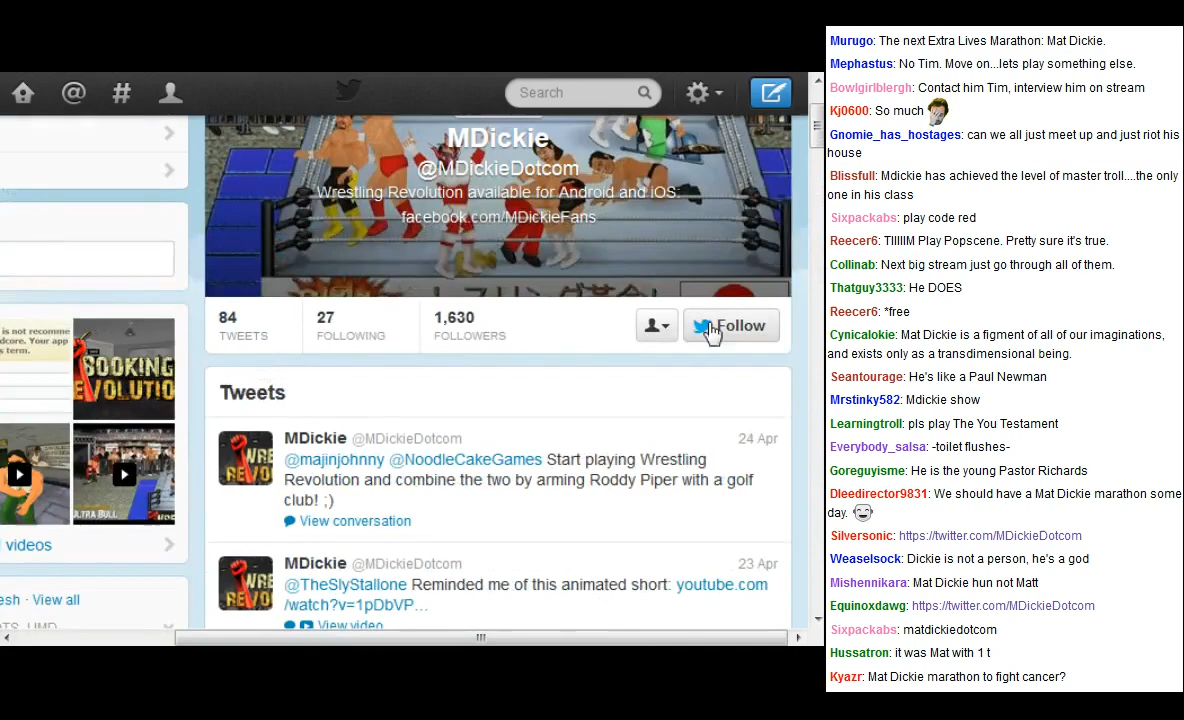 Search
MDickie
@MDickieDotcom
Wrestling Revolution available for Android and iOS:
facebook.com/MDickieFans
84
TWEETS
27
FOLLOWING
1,630
FOLLOWERS
Follow
Tweets
MDickie @MDickieDotcom 24 Apr
@majinjohnny @NoodleCakeGames Start playing Wrestling
Revolution and combine the two by arming Roddy Piper with a golf
club! ;)
View conversation
MDickie @MDickieDotcom 23 Apr
@TheSlyStallone Reminded me of this animated short: youtube.com
/watch?v=1pDbVP...
View video
is not recomme
dcore. Your app
s term.
BOOKING
EVOLUTION
ULTRA BULL
videos
esh · View all
Murugo: The next Extra Lives Marathon: Mat Dickie.
Mephastus: No Tim. Move on...lets play something else.
Bowlgirlblergh: Contact him Tim, interview him on stream
Kj0600: So much
Gnomie_has_hostages: can we all just meet up and just riot his
house
Blissfull: Mdickie has achieved the level of master troll....the only
one in his class
Sixpackabs: play code red
Reecer6: TIIIIIM Play Popscene. Pretty sure it's true.
Collinab: Next big stream just go through all of them.
Thatguy3333: He DOES
Reecer6: *free
Cynicalokie: Mat Dickie is a figment of all of our imaginations,
and exists only as a transdimensional being.
Seantourage: He's like a Paul Newman
Mrstinky582: Mdickie show
Learningtroll: pls play The You Testament
Everybody_salsa: -toilet flushes-
Goreguyisme: He is the young Pastor Richards
Dleedirector9831: We should have a Mat Dickie marathon some
day.
Silversonic: https://twitter.com/MDickieDotcom
Weaselsock: Dickie is not a person, he's a god
Mishennikara: Mat Dickie hun not Matt
Equinoxdawg: https://twitter.com/MDickieDotcom
Sixpackabs: matdickiedotcom
Hussatron: it was Mat with 1 t
Kyazr: Mat Dickie marathon to fight cancer?